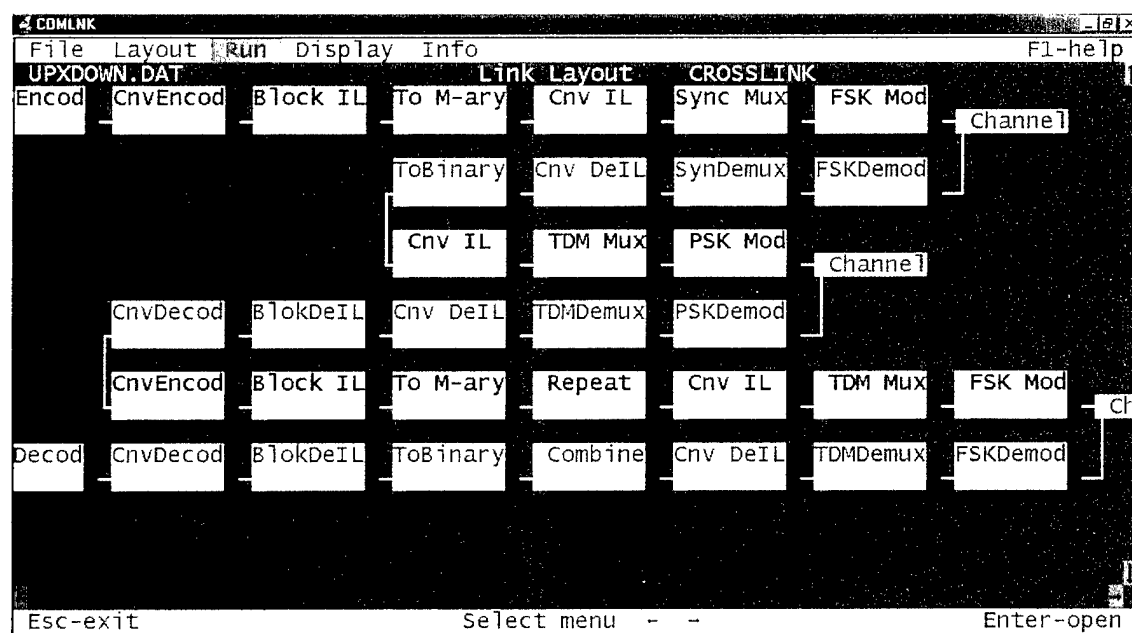 COMLNK
File Layout Run Display Info F1-help
UPXDOWN.DAT Link Layout CROSSLINK
Encod CnvEncod Block IL To M-ary Cnv IL Sync Mux FSK Mod
Channel
ToBinary Cnv DeIL SynDemux FSKDemod
Cnv IL TDM Mux PSK Mod
Channel
CnvDecod BlokDeIL Cnv DeIL TDMDemux PSKDemod
CnvEncod Block IL To M-ary Repeat Cnv IL TDM Mux FSK Mod
Ch
Decod CnvDecod BlokDeIL ToBinary Combine Cnv DeIL TDMDemux FSKDemod
Esc-exit Select menu ← → Enter-open